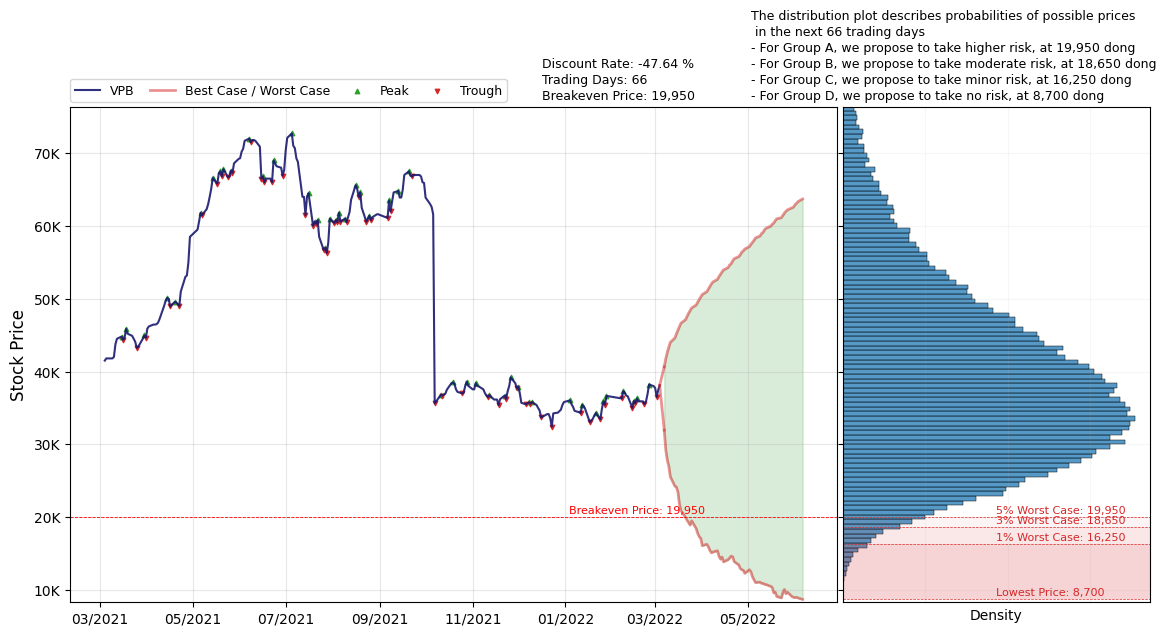 The distribution plot describes probabilities of possible prices
in the next 66 trading days
- For Group A, we propose to take higher risk, at 19,950 dong
- For Group B, we propose to take moderate risk, at 18,650 dong
- For Group C, we propose to take minor risk, at 16,250 dong
- For Group D, we propose to take no risk, at 8,700 dong
Discount Rate: -47.64 %
Trading Days: 66
Breakeven Price: 19,950
VPB Best Case / Worst Case Peak Trough
Stock Price
70K
60K
50K
40K
30K
20K
10K
Breakeven Price: 19,950
03/2021 05/2021 07/2021 09/2021 11/2021 01/2022 03/2022 05/2022
5% Worst Case: 19,950
3% Worst Case: 18,650
1% Worst Case: 16,250
Lowest Price: 8,700
Density